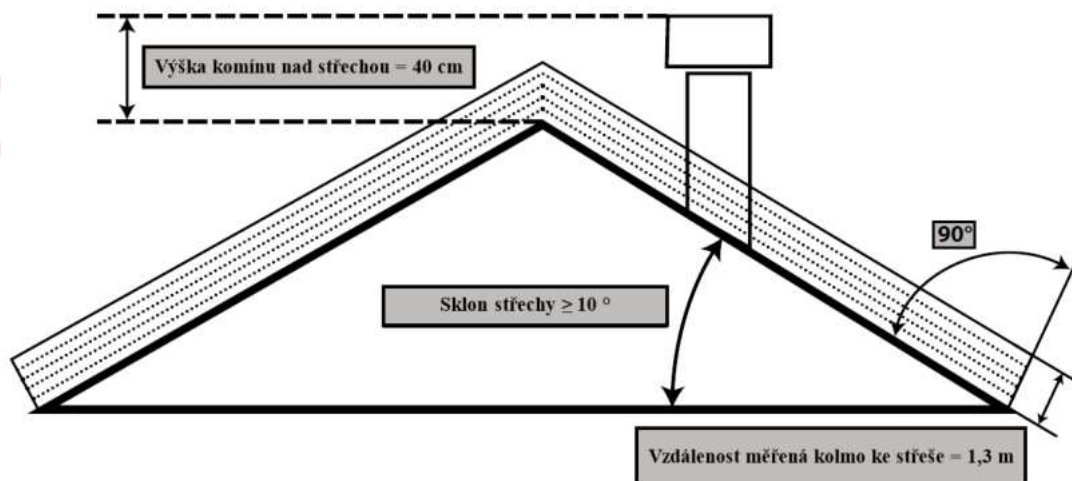 Výška komínu nad střechou = 40 cm
90°
Sklon střechy ≥ 10 °
Vzdálenost měřená kolmo ke střeše = 1,3 m